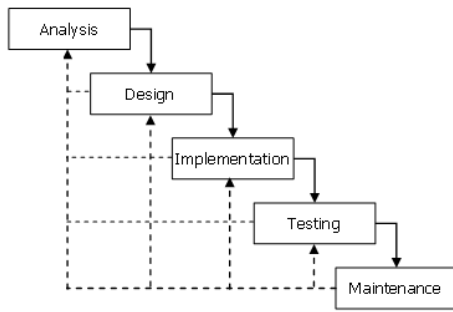 Analysis
Design
Implementation
Testing
Maintenance